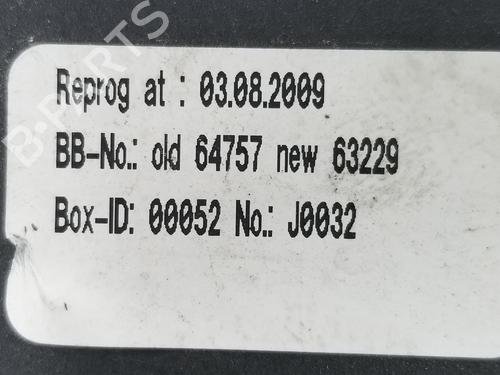 B-PARTS
Reprog at : 03.08.2009
BB-No.: old 64757 new 63229
Box-ID: 00052 No.: J0032